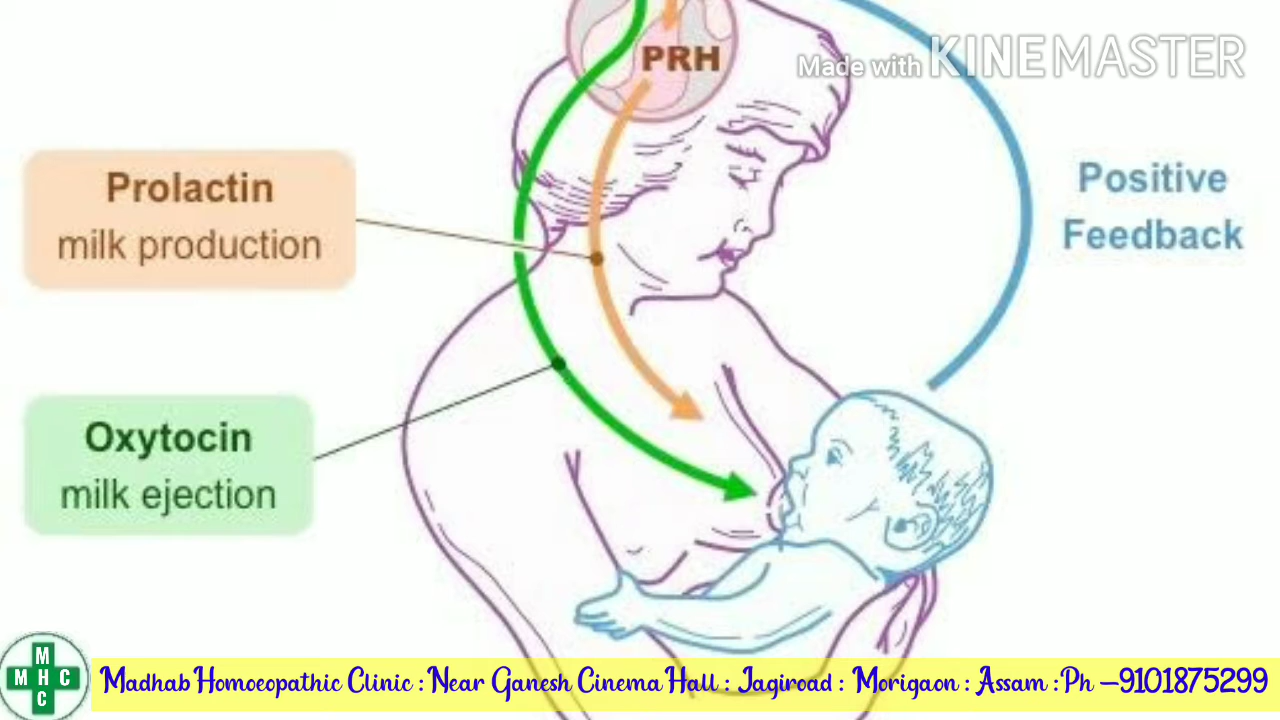 PRH
Made with KINEMASTER
Prolactin
milk production
Positive
Feedback
Oxytocin
milk ejection
M
M H C
C
Madhab Homoeopathic Clinic : Near Ganesh Cinema Hall : Jagiroad : Morigaon : Assam : Ph –9101875299